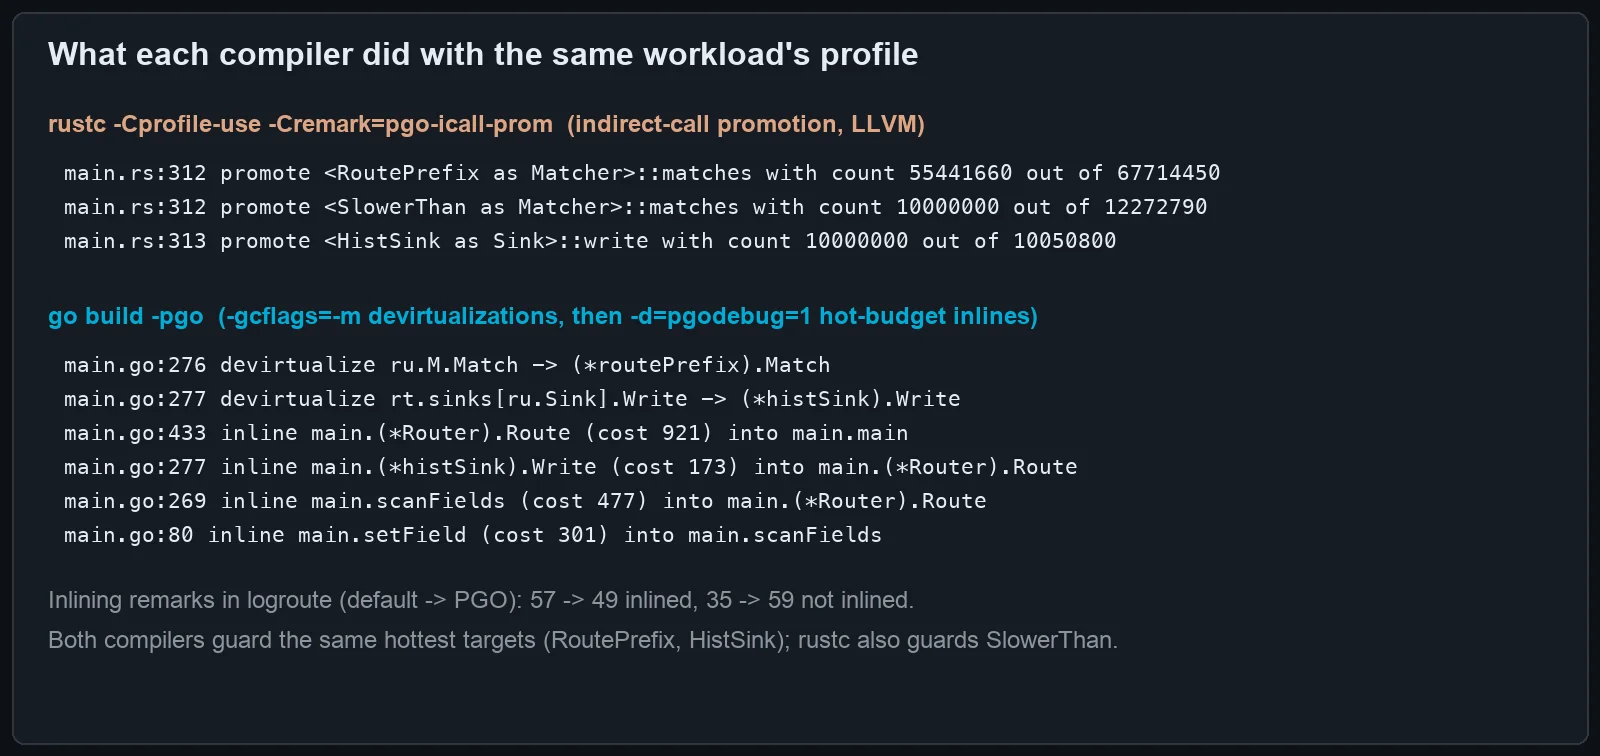 What each compiler did with the same workload's profile
rustc -Cprofile-use -Cremark=pgo-icall-prom (indirect-call promotion, LLVM)
main.rs:312 promote <RoutePrefix as Matcher>::matches with count 55441660 out of 67714450
main.rs:312 promote <SlowerThan as Matcher>::matches with count 10000000 out of 12272790
main.rs:313 promote <HistSink as Sink>::write with count 10000000 out of 10050800
go build -pgo (-gcflags=-m devirtualizations, then -d=pgodebug=1 hot-budget inlines)
main.go:276 devirtualize ru.M.Match −> (*routePrefix).Match
main.go:277 devirtualize rt.sinks[ru.Sink].Write −> (*histSink).Write
main.go:433 inline main.(*Router).Route (cost 921) into main.main
main.go:277 inline main.(*histSink).Write (cost 173) into main.(*Router).Route
main.go:269 inline main.scanFields (cost 477) into main.(*Router).Route
main.go:80 inline main.setField (cost 301) into main.scanFields
Inlining remarks in logroute (default -> PGO): 57 -> 49 inlined, 35 -> 59 not inlined.
Both compilers guard the same hottest targets (RoutePrefix, HistSink); rustc also guards SlowerThan.